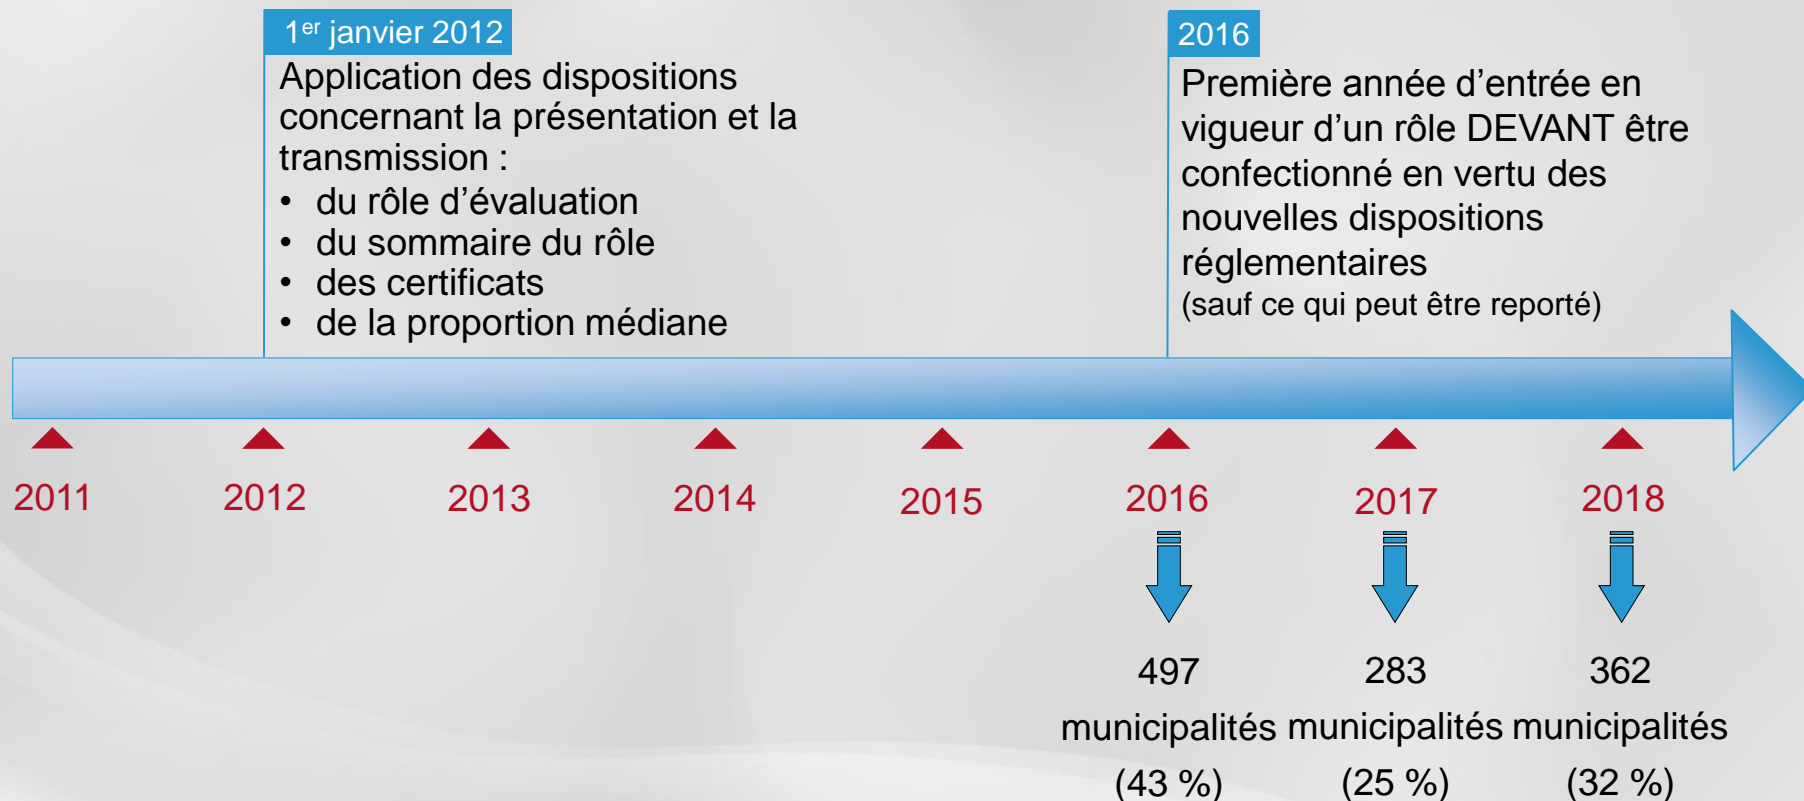 1er janvier 2012
Application des dispositions
concernant la présentation et la
transmission :
• du rôle d’évaluation
• du sommaire du rôle
• des certificats
• de la proportion médiane
2016
Première année d’entrée en
vigueur d’un rôle DEVANT être
confectionné en vertu des
nouvelles dispositions
réglementaires
(sauf ce qui peut être reporté)
2011 2012 2013 2014 2015 2016 2017 2018
497 283 362
municipalités municipalités municipalités
(43 %) (25 %) (32 %)